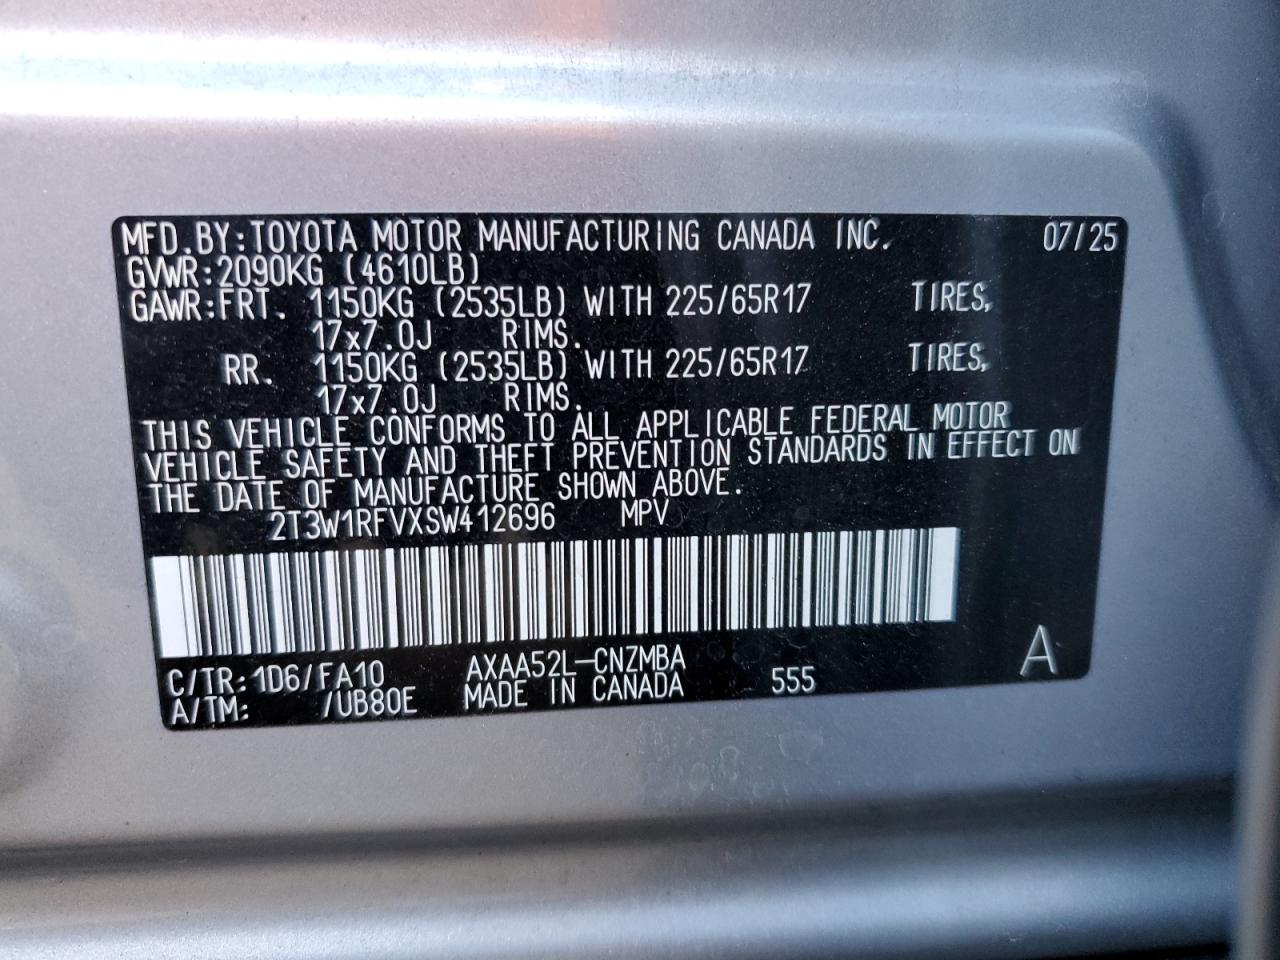 MFD.BY:TOYOTA MOTOR MANUFACTURING CANADA INC. 07/25
GVWR:2090KG (4610LB)
GAWR:FRT. 1150KG (2535LB) WITH 225/65R17 TIRES,
17x7.0J RIMS.
RR. 1150KG (2535LB) WITH 225/65R17 TIRES,
17x7.0J RIMS.
THIS VEHICLE CONFORMS TO ALL APPLICABLE FEDERAL MOTOR
VEHICLE SAFETY AND THEFT PREVENTION STANDARDS IN EFFECT ON
THE DATE OF MANUFACTURE SHOWN ABOVE.
2T3W1RFVXSW412696 MPV
C/TR:1D6/FA10 AXAA52L-CNZMBA
A/TM: /UB80E MADE IN CANADA 555 A